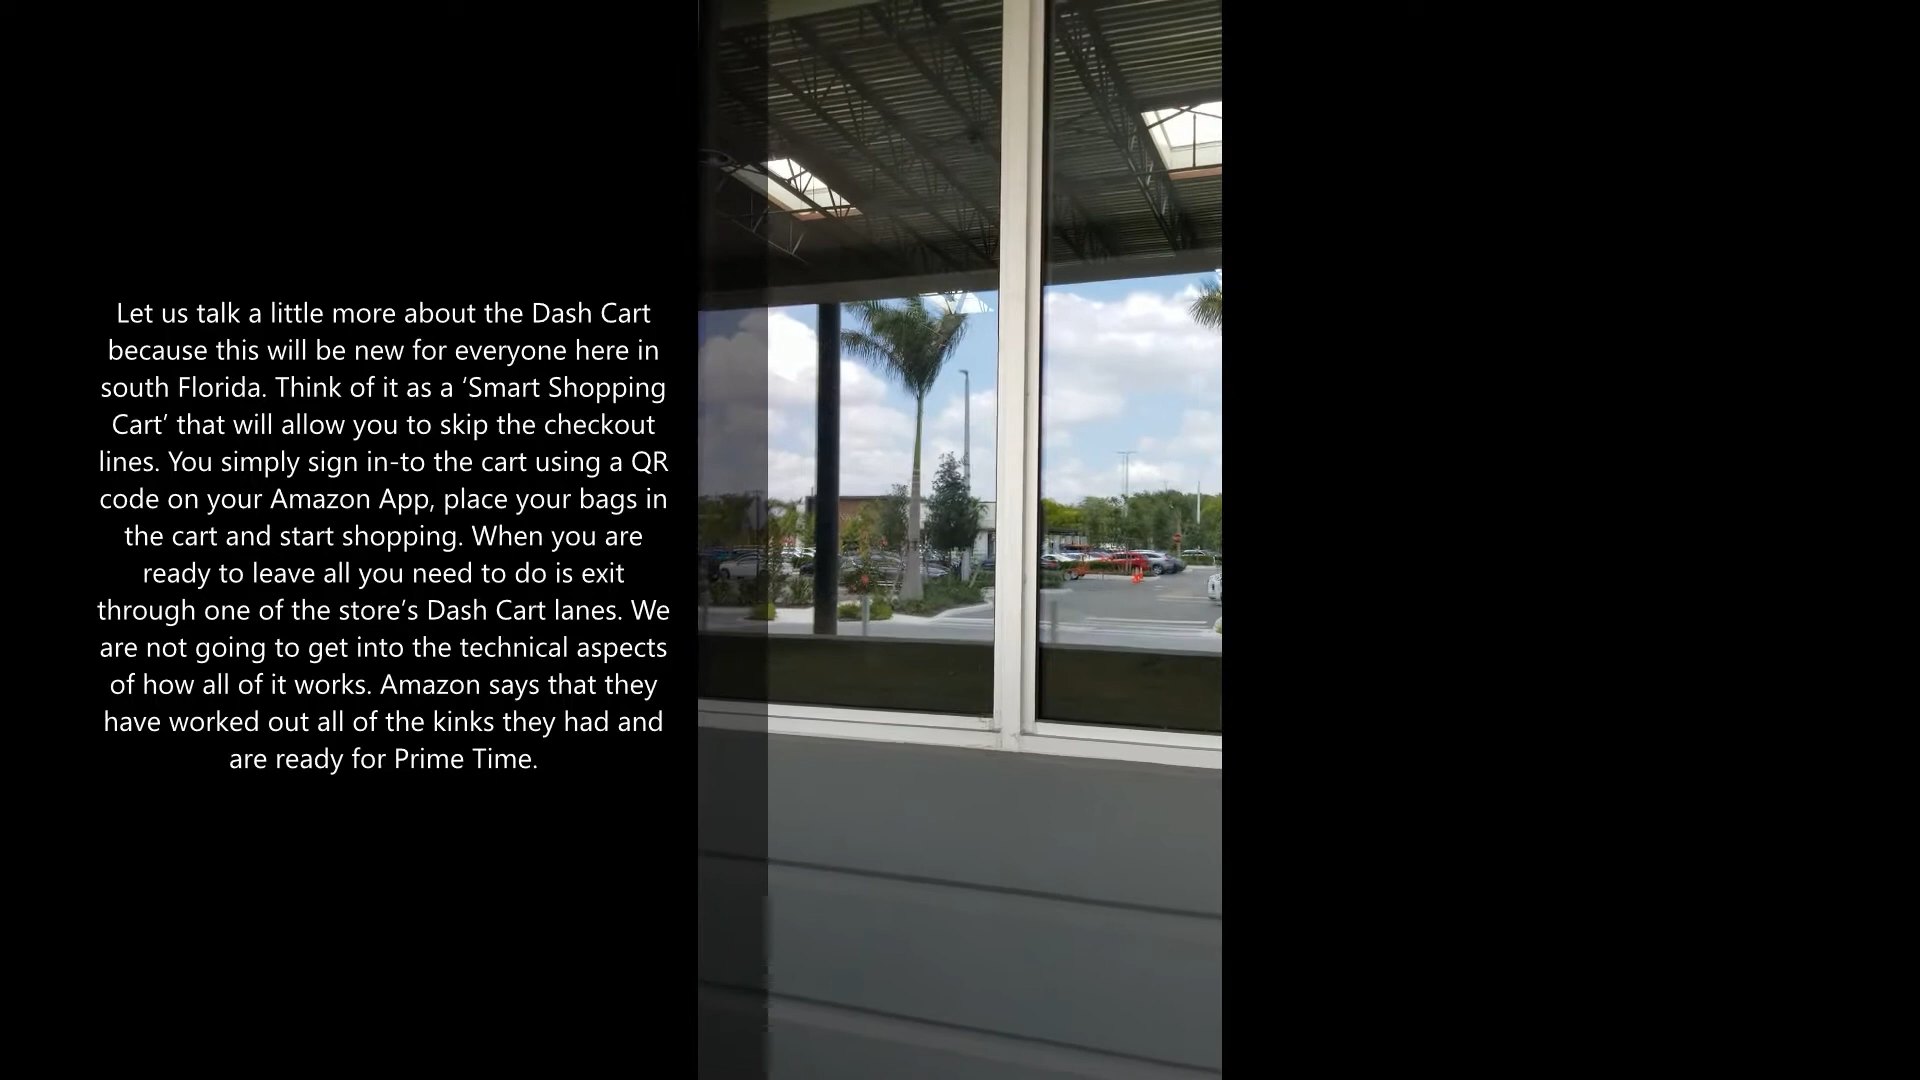 Let us talk a little more about the Dash Cart
because this will be new for everyone here in
south Florida. Think of it as a ‘Smart Shopping
Cart’ that will allow you to skip the checkout
lines. You simply sign in-to the cart using a QR
code on your Amazon App, place your bags in
the cart and start shopping. When you are
ready to leave all you need to do is exit
through one of the store’s Dash Cart lanes. We
are not going to get into the technical aspects
of how all of it works. Amazon says that they
have worked out all of the kinks they had and
are ready for Prime Time.